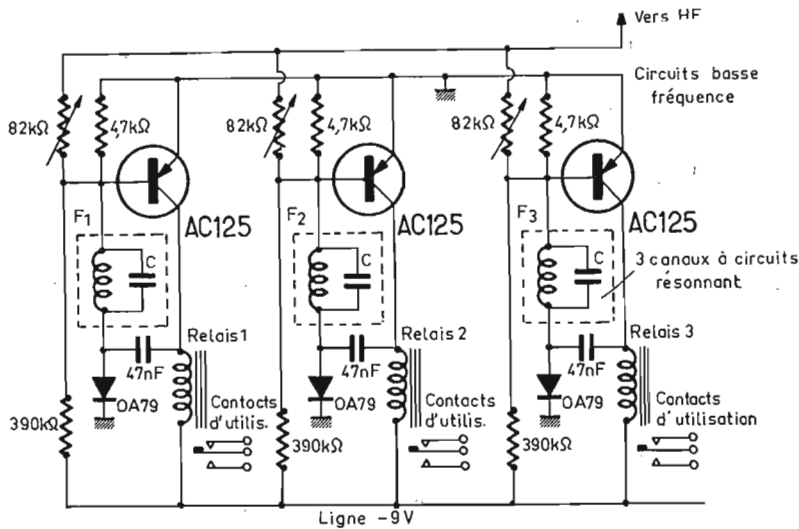 Vers HF
Circuits basse
fréquence
82kΩ
4,7kΩ
82kΩ
4,7kΩ
82kΩ
4,7kΩ
AC125
AC125
AC125
F1
F2
F3
C
C
C
3 canaux à circuits
résonnant
Relais 1
Relais 2
Relais 3
47nF
47nF
47nF
OA79
OA79
OA79
Contacts
d'utilis.
Contacts
d'utilis.
Contacts
d'utilisation
390kΩ
390kΩ
390kΩ
Ligne -9V